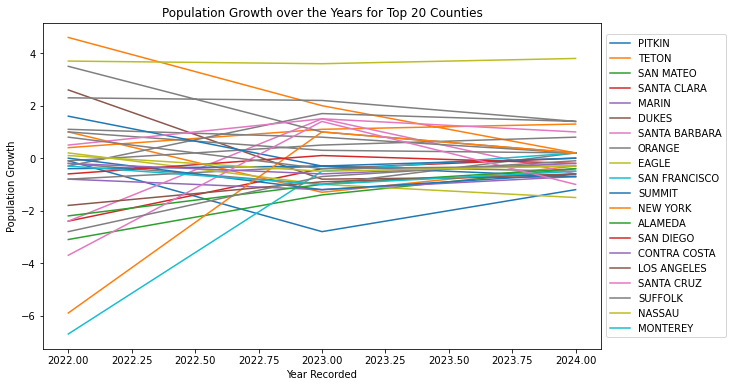 Population Growth over the Years for Top 20 Counties
Population Growth
4
2
0
−2
−4
−6
2022.00 2022.25 2022.50 2022.75 2023.00 2023.25 2023.50 2023.75 2024.00
Year Recorded
PITKIN
TETON
SAN MATEO
SANTA CLARA
MARIN
DUKES
SANTA BARBARA
ORANGE
EAGLE
SAN FRANCISCO
SUMMIT
NEW YORK
ALAMEDA
SAN DIEGO
CONTRA COSTA
LOS ANGELES
SANTA CRUZ
SUFFOLK
NASSAU
MONTEREY